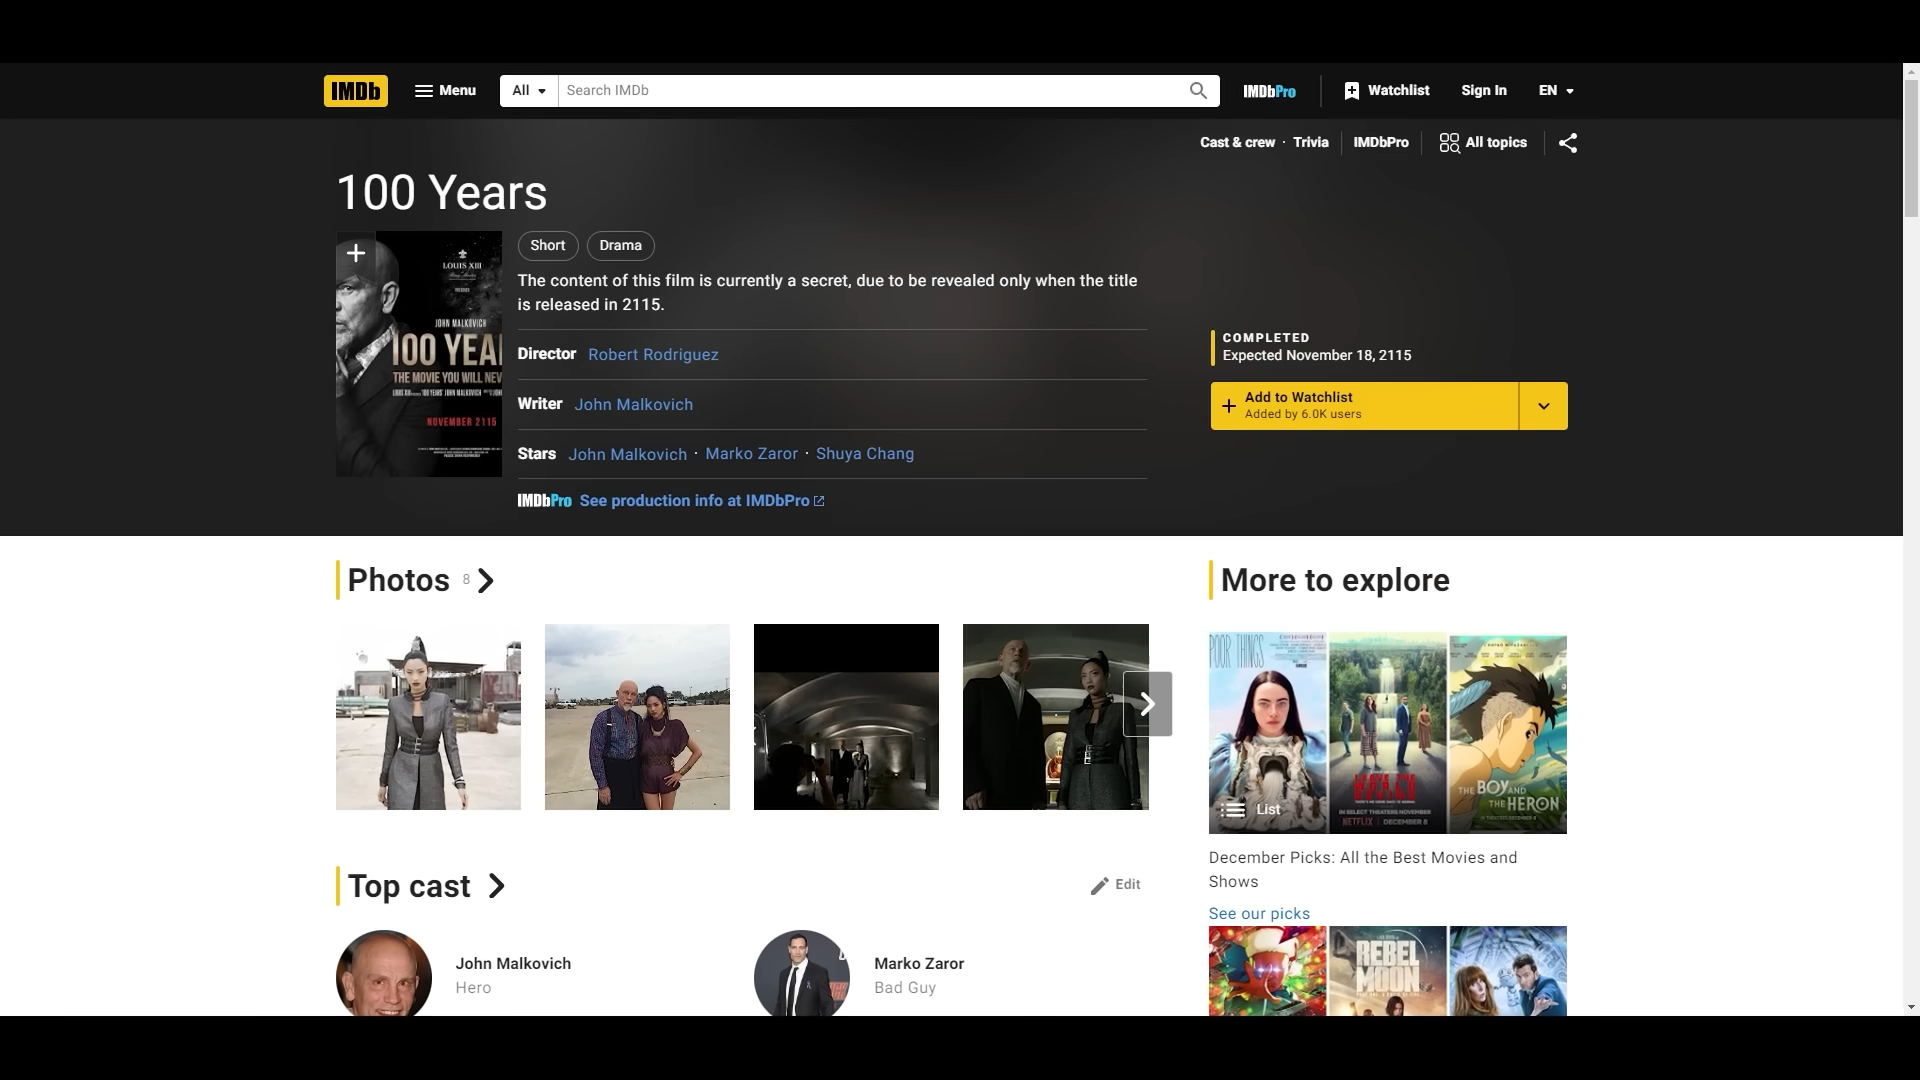 IMDb
Menu
All
Search IMDb
IMDbPro
Watchlist
Sign In
EN
Cast & crew · Trivia
IMDbPro
All topics
100 Years
LOUIS XIII
JOHN MALKOVICH
100 YEA
THE MOVIE YOU WILL NEV
NOVEMBER 2115
Short
Drama
The content of this film is currently a secret, due to be revealed only when the title
is released in 2115.
Director Robert Rodriguez
Writer John Malkovich
Stars John Malkovich · Marko Zaror · Shuya Chang
IMDbPro See production info at IMDbPro
COMPLETED
Expected November 18, 2115
Add to Watchlist
Added by 6.0K users
Photos 8
Top cast
Edit
John Malkovich
Hero
Marko Zaror
Bad Guy
More to explore
POOR THINGS
IN SELECT THEATERS NOVEMBER
NETFLIX | DECEMBER 8
THE BOY AND
THE HERON
List
December Picks: All the Best Movies and
Shows
See our picks
REBEL
MOON